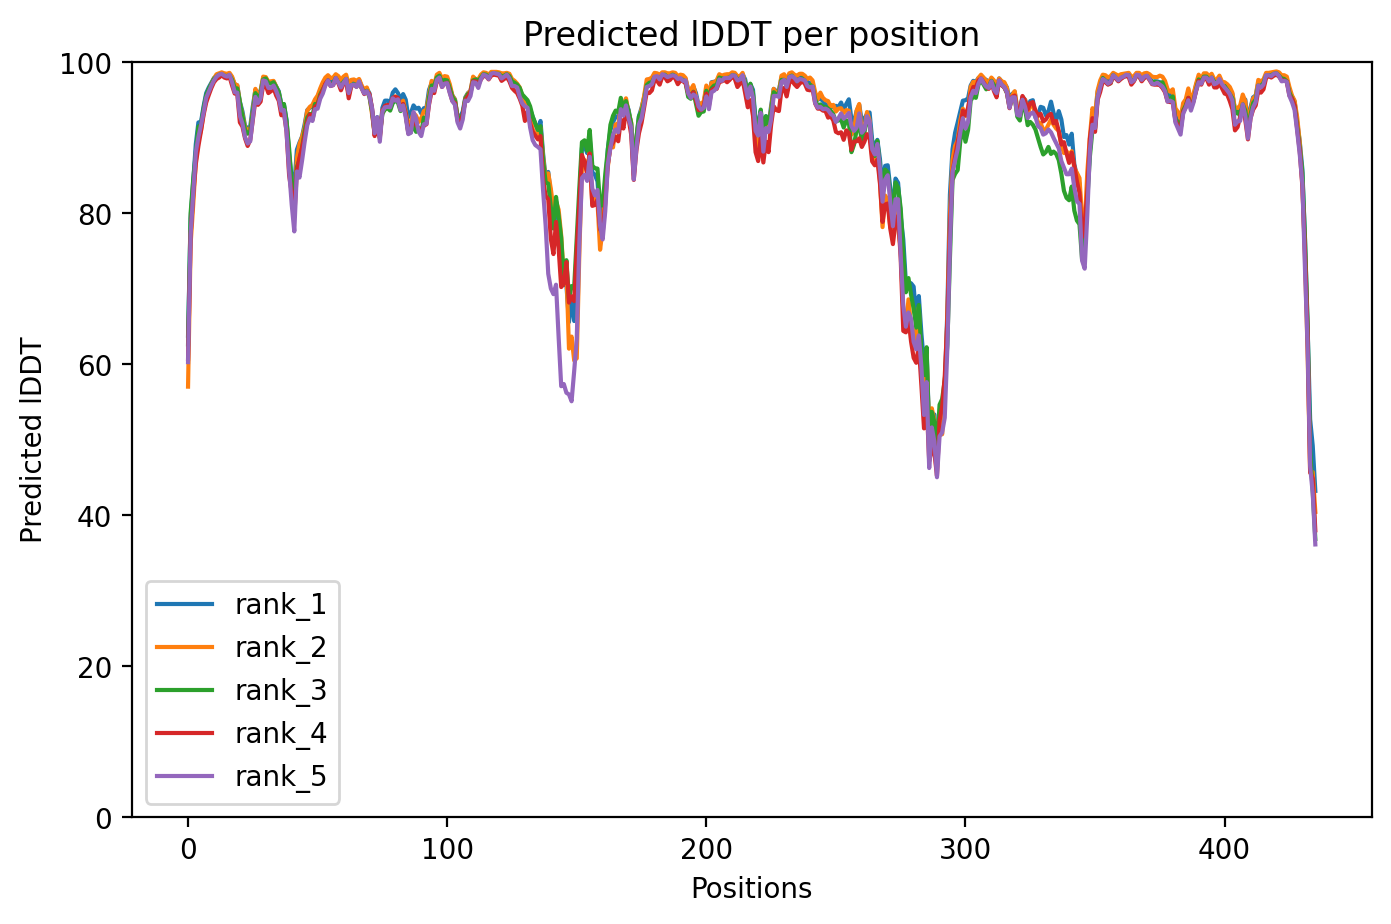 Predicted lDDT per position
100
80
60
40
20
0
Predicted lDDT
rank_1
rank_2
rank_3
rank_4
rank_5
0
100
200
300
400
Positions